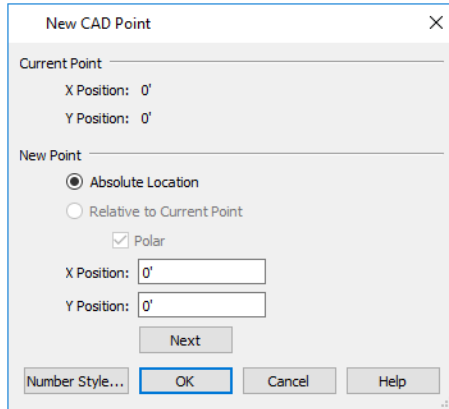 New CAD Point
Current Point
X Position: 0'
Y Position: 0'
New Point
Absolute Location
Relative to Current Point
Polar
X Position: 0'
Y Position: 0'
Next
Number Style... OK Cancel Help